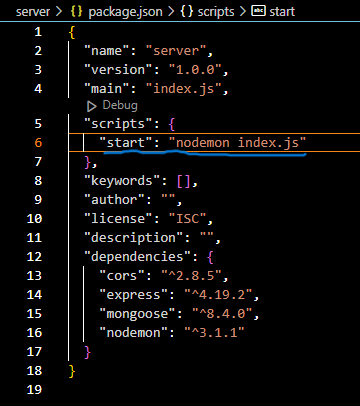 server > {} package.json > {} scripts > abc start
1 {
2 "name": "server",
3 "version": "1.0.0",
4 "main": "index.js",
Debug
5 "scripts": {
6 "start": "nodemon index.js"
7 },
8 "keywords": [],
9 "author": "",
10 "license": "ISC",
11 "description": "",
12 "dependencies": {
13 "cors": "^2.8.5",
14 "express": "^4.19.2",
15 "mongoose": "^8.4.0",
16 "nodemon": "^3.1.1"
17 }
18 }
19